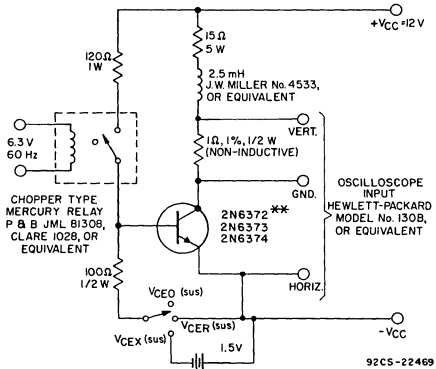 +VCC=12V
120Ω
1W
15Ω
5 W
2.5 mH
J.W. MILLER No. 4533,
OR EQUIVALENT
6.3 V
60 Hz
VERT.
1Ω, 1%, 1/2 W
(NON-INDUCTIVE)
GND.
OSCILLOSCOPE
INPUT
HEWLETT-PACKARD
MODEL No. 130B,
OR EQUIVALENT
CHOPPER TYPE
MERCURY RELAY
P & B JML 81308,
CLARE 1028, OR
EQUIVALENT
2N6372 **
2N6373
2N6374
100Ω
1/2 W
HORIZ.
VCEO (sus)
VCER (sus)
VCEX (sus)
-VCC
1.5V
92CS-22469